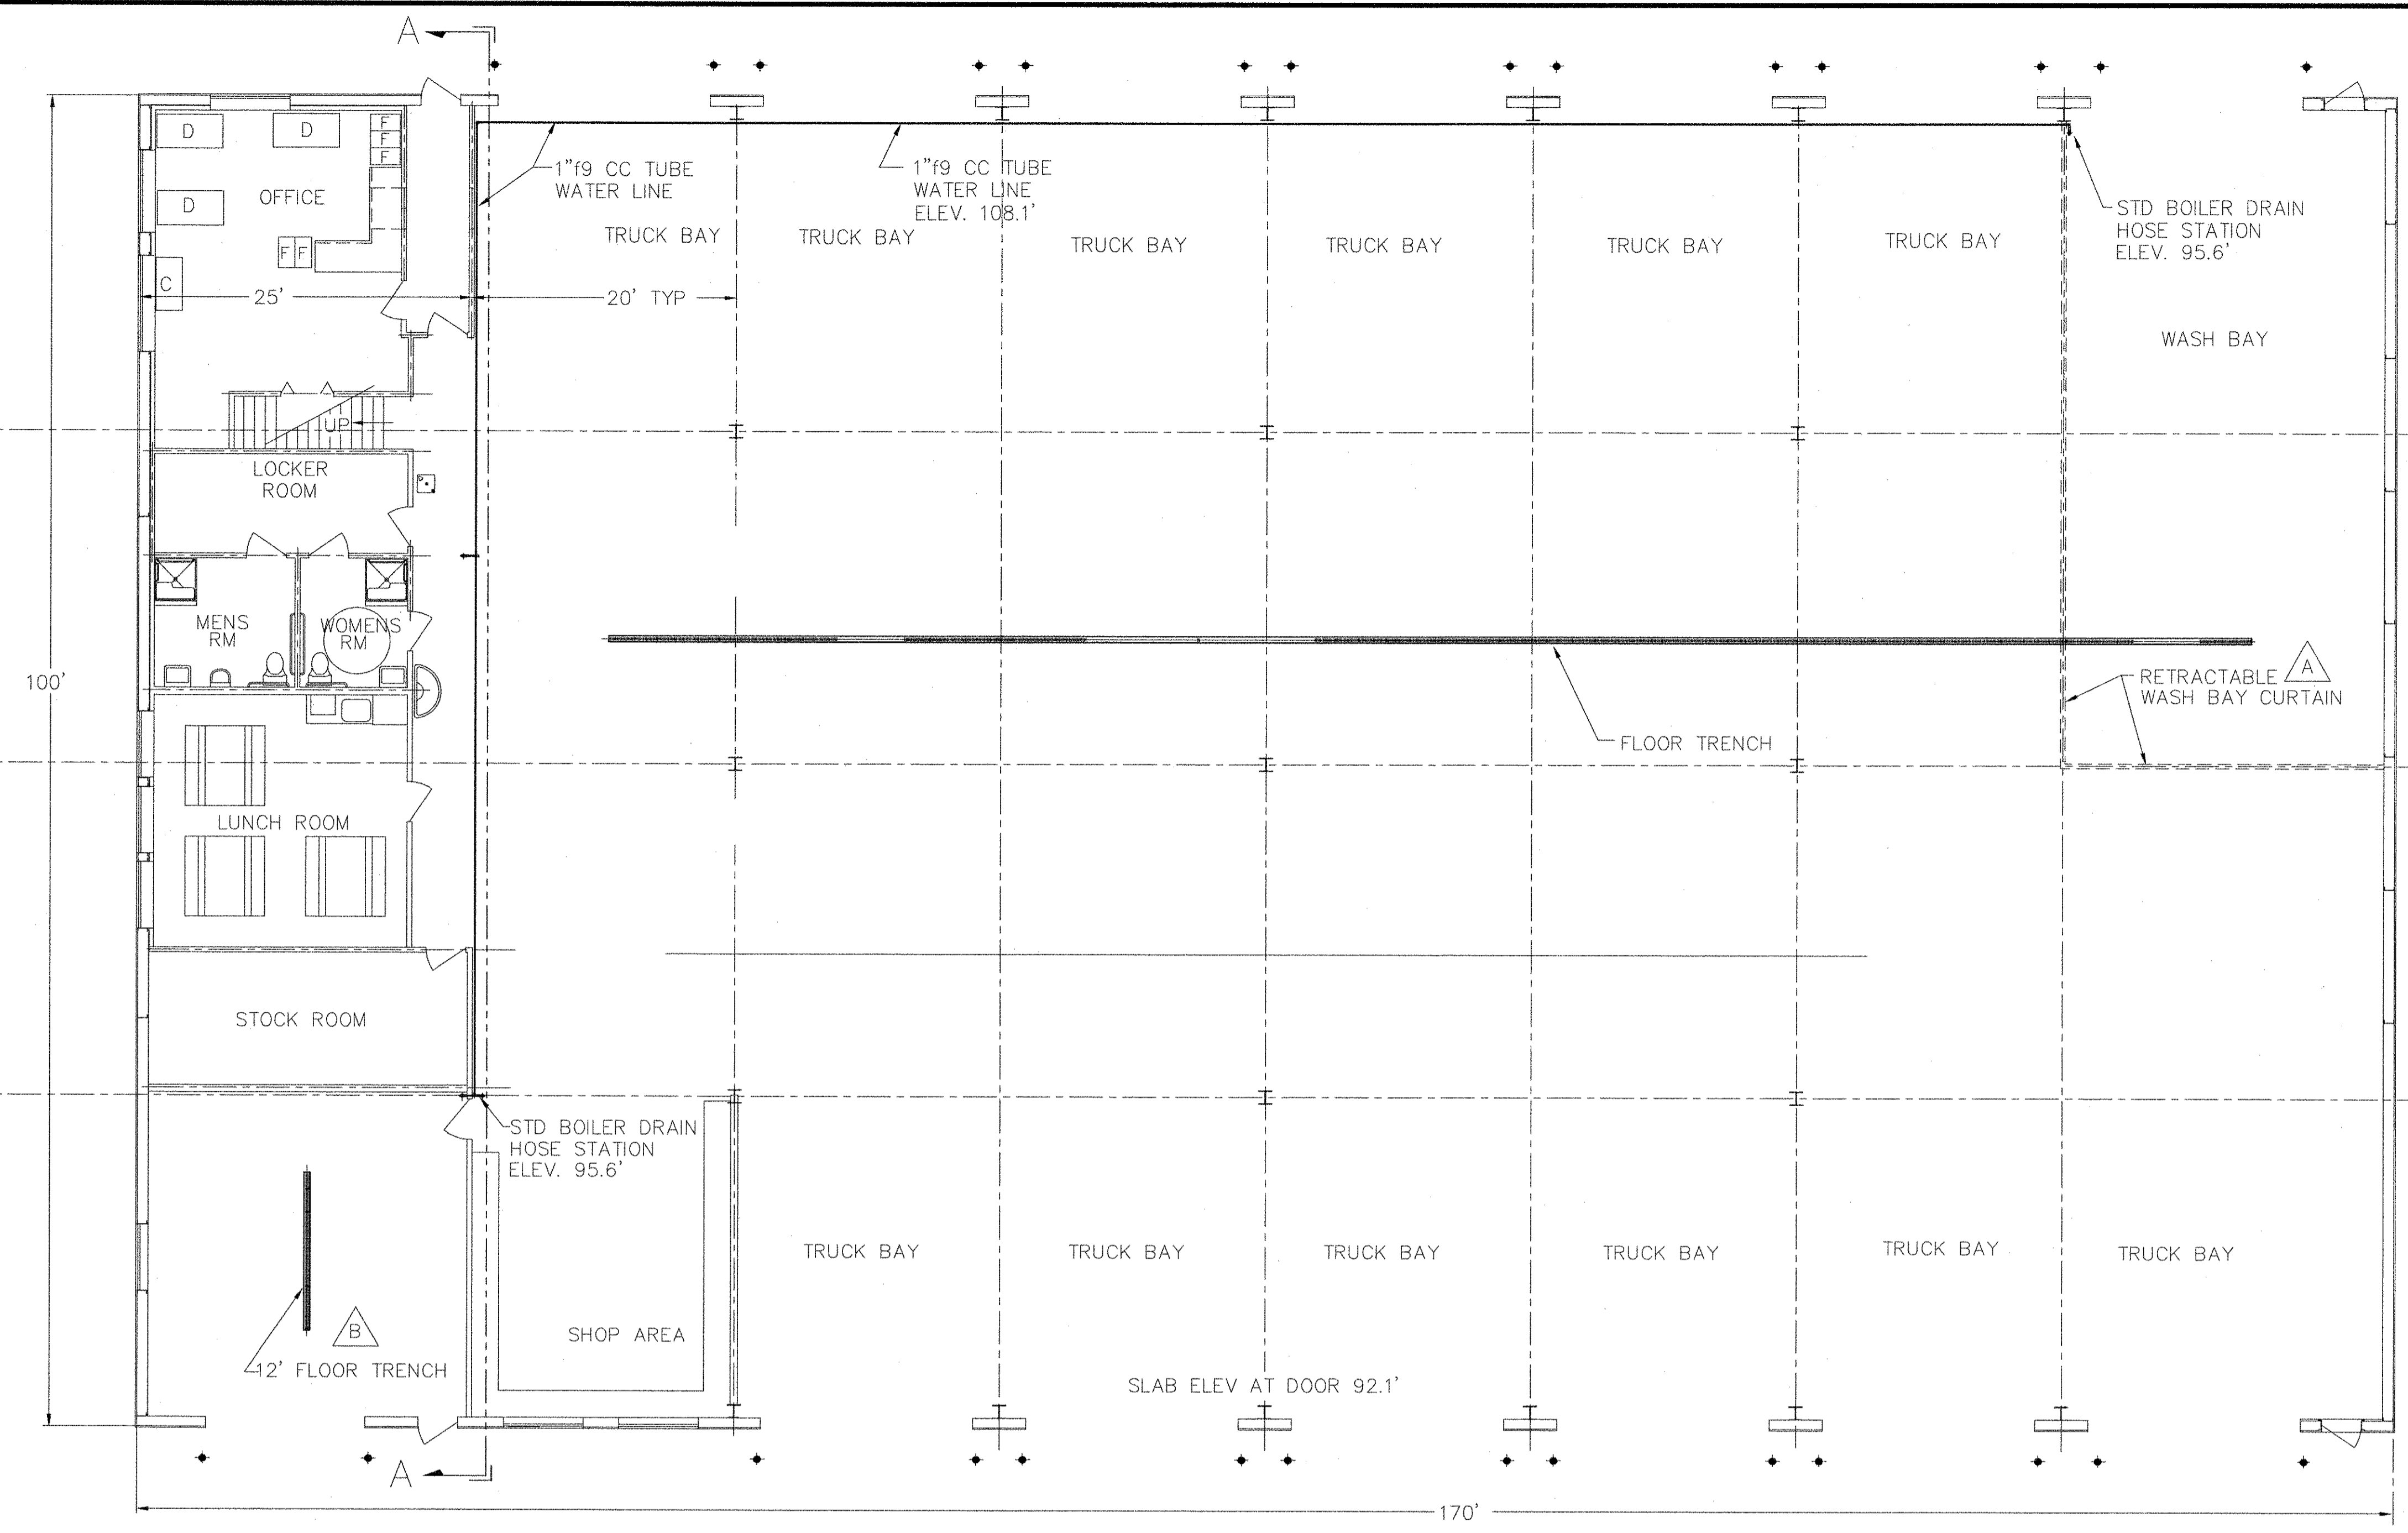 A
D
D
F
F
F
1"f9 CC TUBE
WATER LINE
1"f9 CC TUBE
WATER LINE
ELEV. 108.1'
OFFICE
D
STD BOILER DRAIN
HOSE STATION
ELEV. 95.6'
TRUCK BAY
TRUCK BAY
TRUCK BAY
TRUCK BAY
TRUCK BAY
TRUCK BAY
F F
C
25'
20' TYP
WASH BAY
UP
LOCKER
ROOM
MENS
RM
WOMENS
RM
100'
RETRACTABLE
WASH BAY CURTAIN
A
FLOOR TRENCH
LUNCH ROOM
STOCK ROOM
STD BOILER DRAIN
HOSE STATION
ELEV. 95.6'
TRUCK BAY
TRUCK BAY
TRUCK BAY
TRUCK BAY
TRUCK BAY
TRUCK BAY
B
SHOP AREA
12' FLOOR TRENCH
SLAB ELEV AT DOOR 92.1'
A
170'